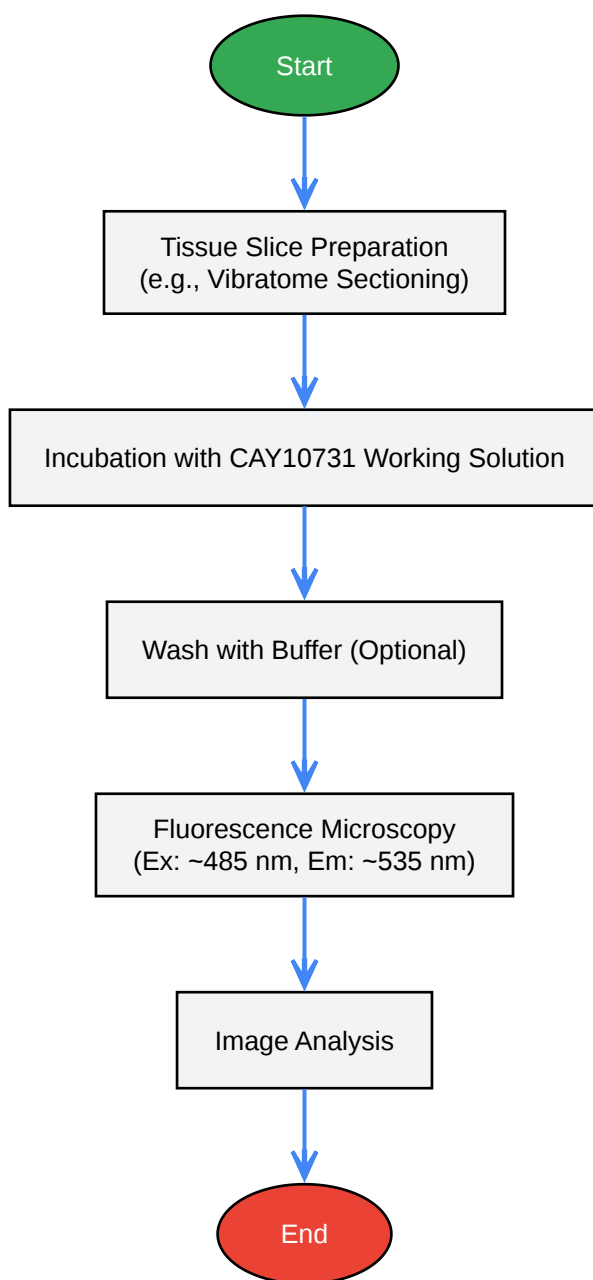 Start
Tissue Slice Preparation
(e.g., Vibratome Sectioning)
Incubation with CAY10731 Working Solution
Wash with Buffer (Optional)
Fluorescence Microscopy
(Ex: ~485 nm, Em: ~535 nm)
Image Analysis
End